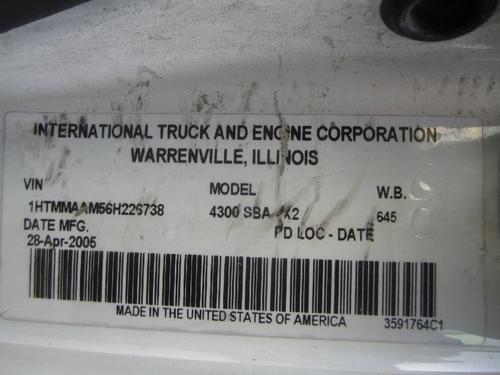 INTERNATIONAL TRUCK AND ENGINE CORPORATION
WARRENVILLE, ILLINOIS
VIN MODEL W.B.
1HTMMAAM56H226738 4300 SBA 4X2 645
DATE MFG. PD LOC - DATE
28-Apr-2005
MADE IN THE UNITED STATES OF AMERICA 3591764C1